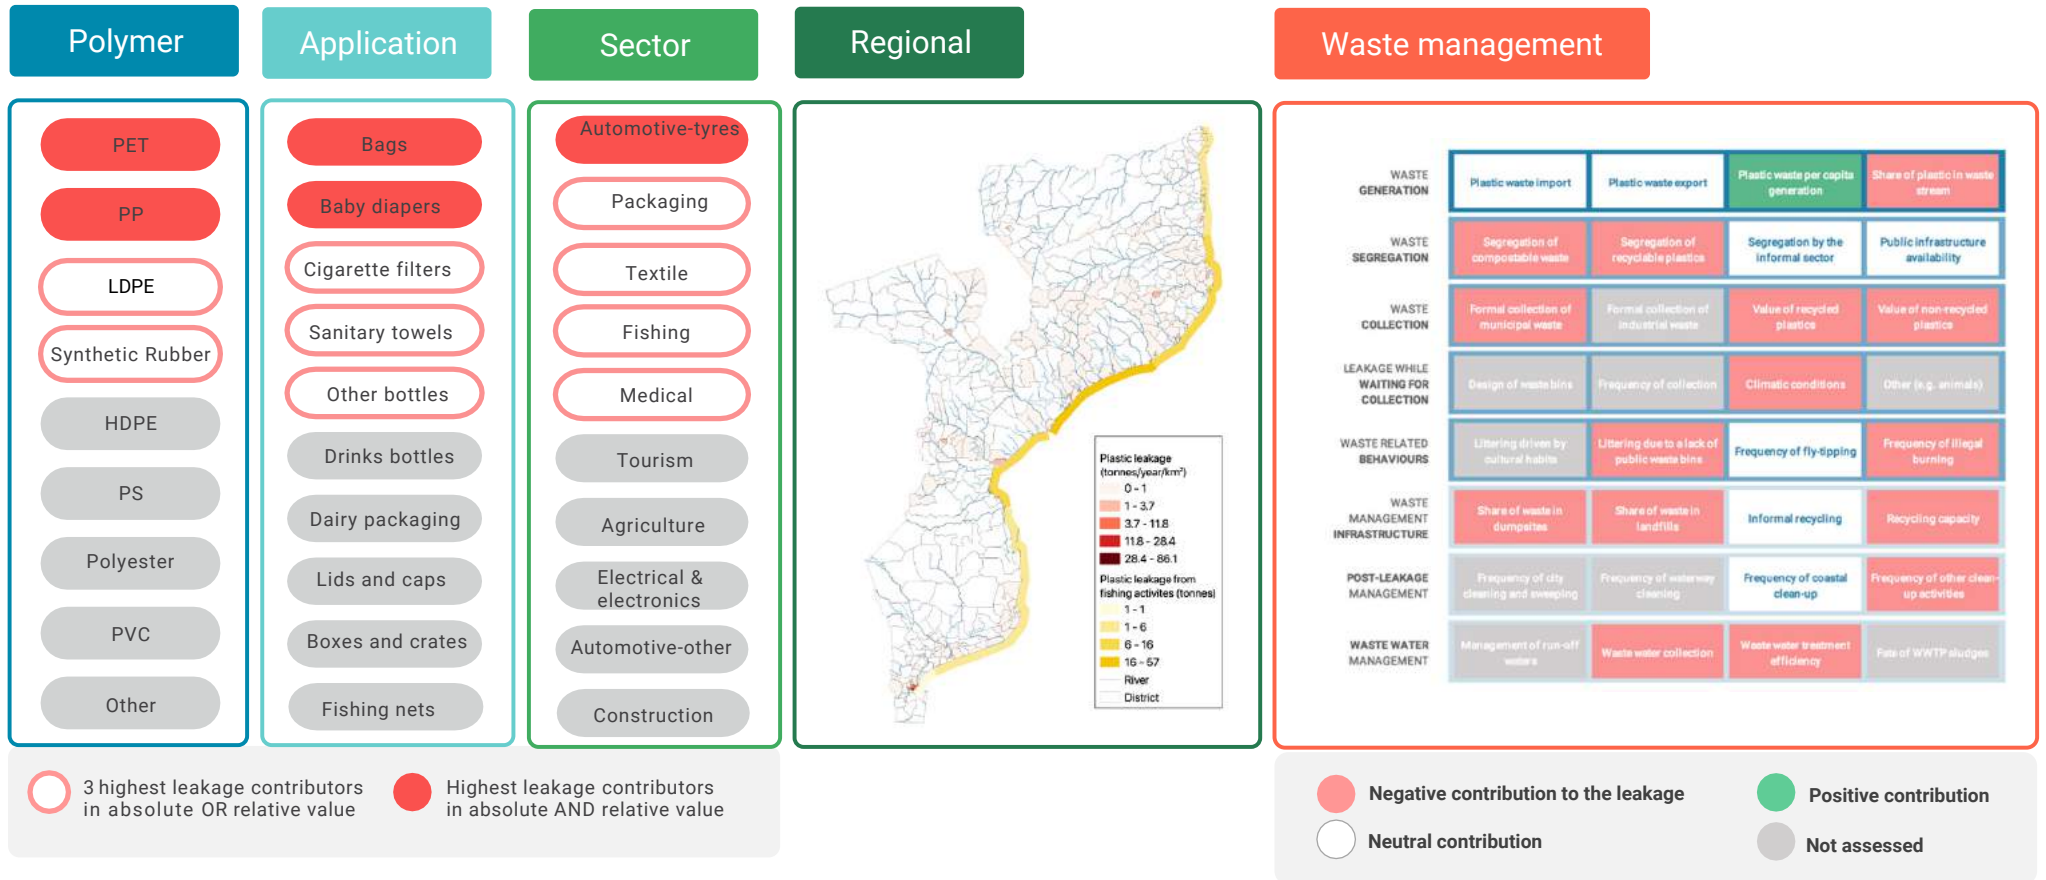 Polymer
Application
Sector
Regional
Waste management
PET
PP
LDPE
Synthetic Rubber
HDPE
PS
Polyester
PVC
Other
Bags
Baby diapers
Cigarette filters
Sanitary towels
Other bottles
Drinks bottles
Dairy packaging
Lids and caps
Boxes and crates
Fishing nets
Automotive-tyres
Packaging
Textile
Fishing
Medical
Tourism
Agriculture
Electrical &
electronics
Automotive-other
Construction
Plastic leakage
(tonnes/year/km²)
0 - 1
1 - 3.7
3.7 - 11.8
11.8 - 28.4
28.4 - 86.1
Plastic leakage from
fishing activites (tonnes)
1 - 1
1 - 6
6 - 16
16 - 57
River
District
WASTE
GENERATION
Plastic waste import
Plastic waste export
Plastic waste per capita
generation
Share of plastic in waste
stream
WASTE
SEGREGATION
Segregation of
compostable waste
Segregation of
recyclable plastics
Segregation by the
informal sector
Public infrastructure
availability
WASTE
COLLECTION
Formal collection of
municipal waste
Formal collection of
industrial waste
Value of recycled
plastics
Value of non-recycled
plastics
LEAKAGE WHILE
WAITING FOR
COLLECTION
Design of waste bins
Frequency of collection
Climatic conditions
Other (e.g. animals)
WASTE RELATED
BEHAVIOURS
Littering driven by
cultural habits
Littering due to a lack of
public waste bins
Frequency of fly-tipping
Frequency of illegal
burning
WASTE
MANAGEMENT
INFRASTRUCTURE
Share of waste in
dumpsites
Share of waste in
landfills
Informal recycling
Recycling capacity
POST-LEAKAGE
MANAGEMENT
Frequency of city
cleaning and sweeping
Frequency of waterway
cleaning
Frequency of coastal
clean-up
Frequency of other clean-
up activities
WASTE WATER
MANAGEMENT
Management of run-off
waters
Waste water collection
Waste water treatment
efficiency
Fate of WWTP sludges
3 highest leakage contributors
in absolute OR relative value
Highest leakage contributors
in absolute AND relative value
Negative contribution to the leakage
Positive contribution
Neutral contribution
Not assessed